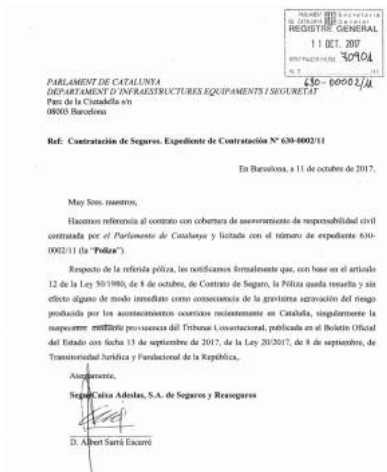 PARLAMENT DE CATALUNYA
Secretaria General
REGISTRE GENERAL
11 OCT. 2017
70901
630-00002/11
PARLAMENT DE CATALUNYA
DEPARTAMENT D'INFRAESTRUCTURES EQUIPAMENTS I SEGURETAT
Parc de la Ciutadella s/n
08003 Barcelona
Ref: Contratación de Seguros. Expediente de Contratación Nº 630-0002/11
En Barcelona, a 11 de octubre de 2017.
Muy Sres. nuestros,
Hacemos referencia al contrato con cobertura de aseguramiento de responsabilidad civil
contratada por el Parlamento de Catalunya y licitada con el número de expediente 630-
0002/11 (la "Poliza").
Respecto de la referida póliza, les notificamos formalmente que, con base en el artículo
12 de la Ley 50/1980, de 8 de octubre, de Contrato de Seguro, la Póliza queda resuelta y sin
efecto alguno de modo inmediato como consecuencia de la gravísima agravación del riesgo
producida por los acontecimientos ocurridos recientemente en Cataluña, singularmente la
suspensión mediante providencia del Tribunal Constitucional, publicada en el Boletín Oficial
del Estado con fecha 13 de septiembre de 2017, de la Ley 20/2017, de 8 de septiembre, de
Transitoriedad Jurídica y Fundacional de la República,.
Atentamente,
SegurCaixa Adeslas, S.A. de Seguros y Reaseguros
D. Albert Sarrà Escarré